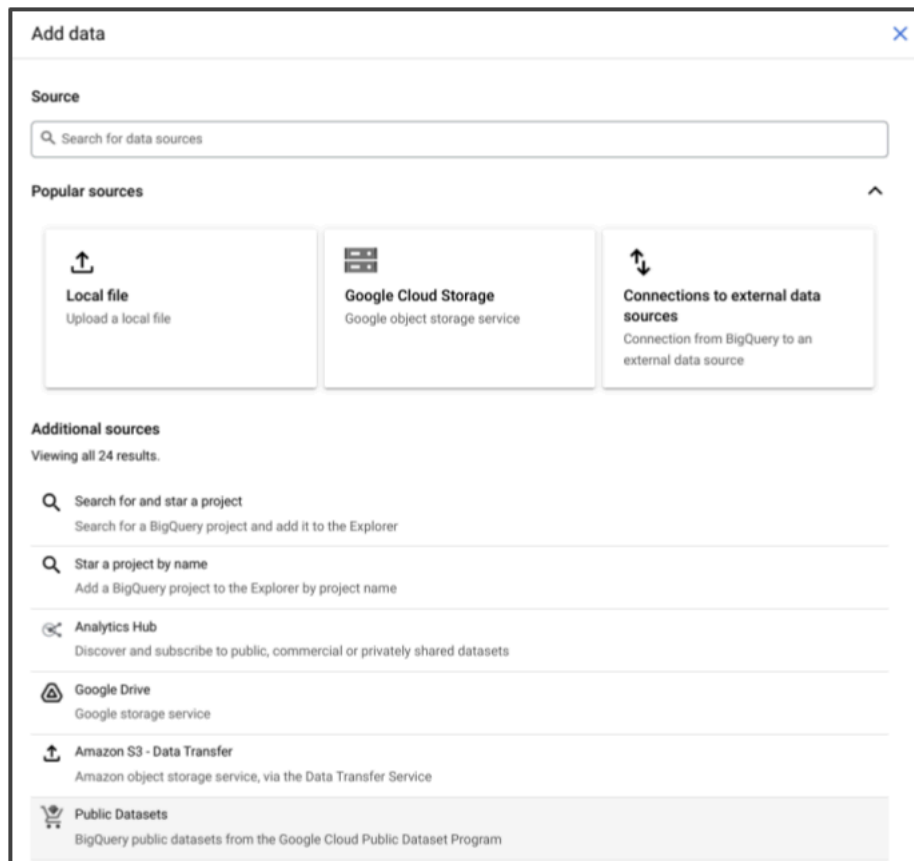 Add data
Source
Search for data sources
Popular sources
Local file
Upload a local file
Google Cloud Storage
Google object storage service
Connections to external data
sources
Connection from BigQuery to an
external data source
Additional sources
Viewing all 24 results.
Search for and star a project
Search for a BigQuery project and add it to the Explorer
Star a project by name
Add a BigQuery project to the Explorer by project name
Analytics Hub
Discover and subscribe to public, commercial or privately shared datasets
Google Drive
Google storage service
Amazon S3 - Data Transfer
Amazon object storage service, via the Data Transfer Service
Public Datasets
BigQuery public datasets from the Google Cloud Public Dataset Program